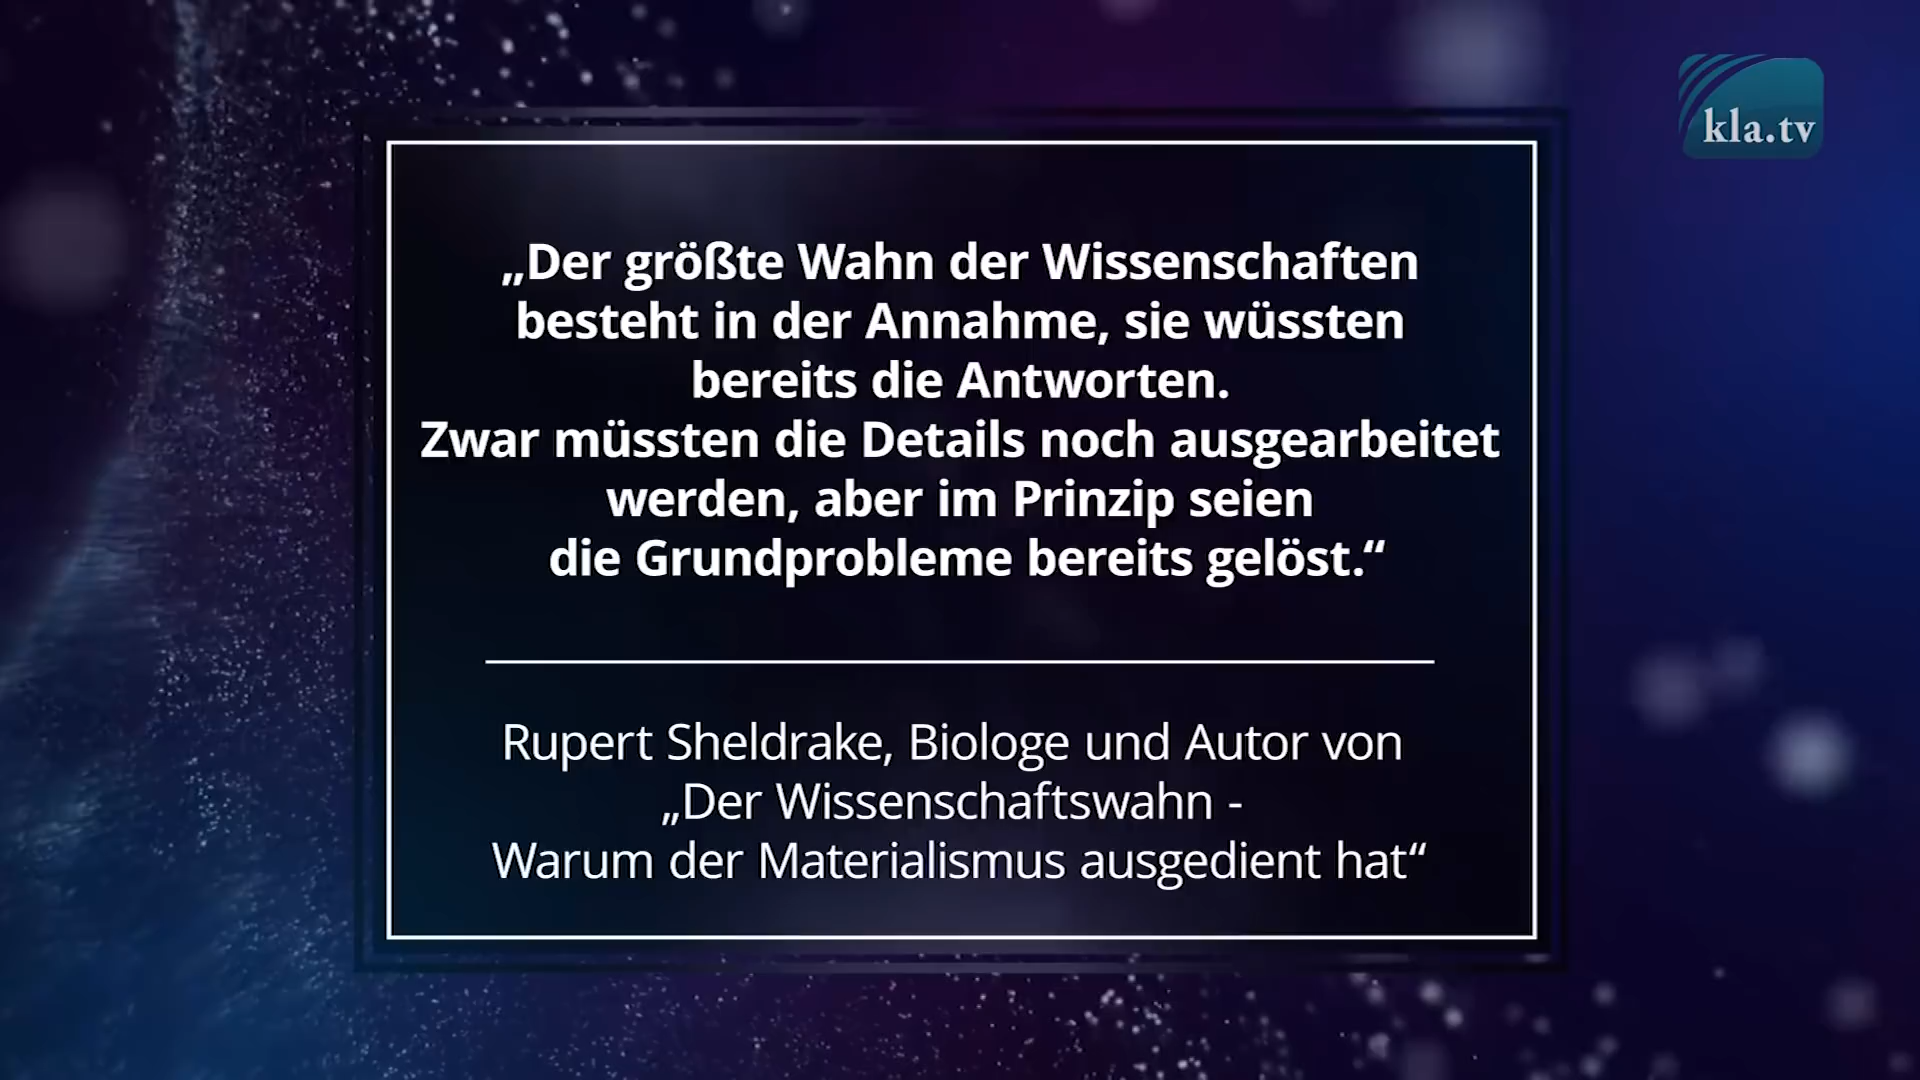 kla.tv
„Der größte Wahn der Wissenschaften
besteht in der Annahme, sie wüssten
bereits die Antworten.
Zwar müssten die Details noch ausgearbeitet
werden, aber im Prinzip seien
die Grundprobleme bereits gelöst.“
Rupert Sheldrake, Biologe und Autor von
„Der Wissenschaftswahn -
Warum der Materialismus ausgedient hat“